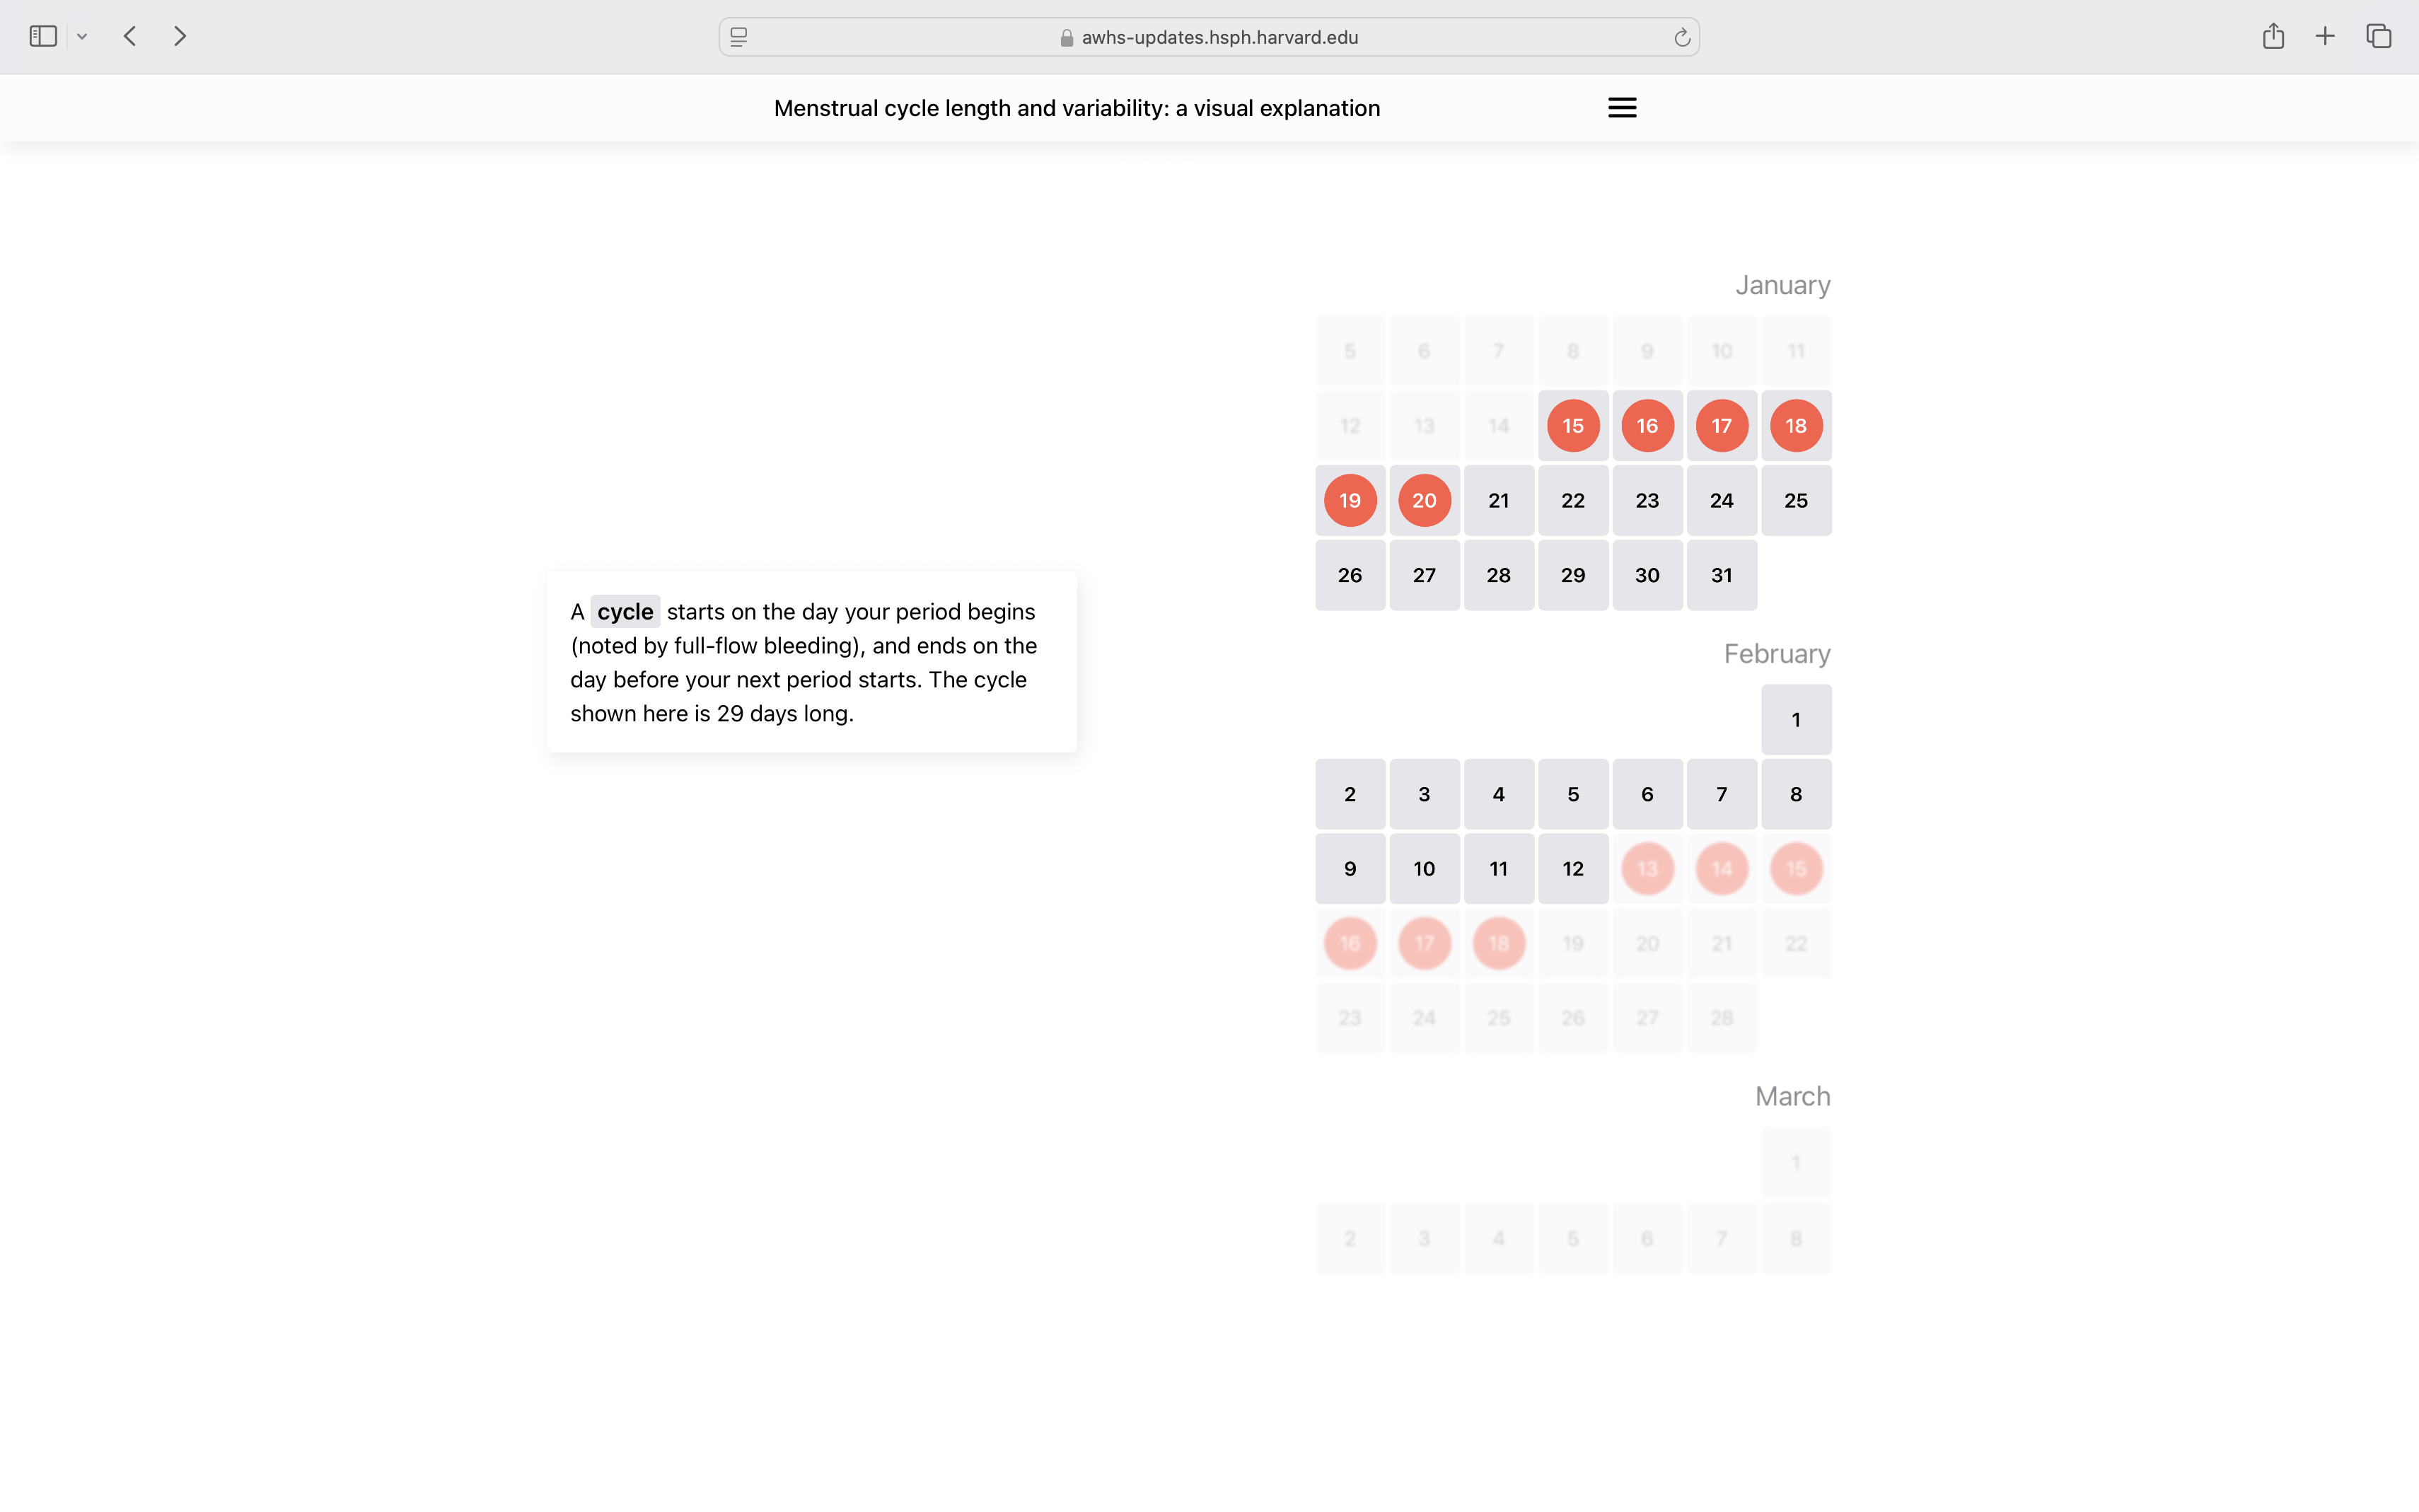 awhs-updates.hsph.harvard.edu
Menstrual cycle length and variability: a visual explanation
A cycle starts on the day your period begins
(noted by full-flow bleeding), and ends on the
day before your next period starts. The cycle
shown here is 29 days long.
January
5 6 7 8 9 10 11
12 13 14 15 16 17 18
19 20 21 22 23 24 25
26 27 28 29 30 31
February
1
2 3 4 5 6 7 8
9 10 11 12 13 14 15
16 17 18 19 20 21 22
23 24 25 26 27 28
March
1
2 3 4 5 6 7 8